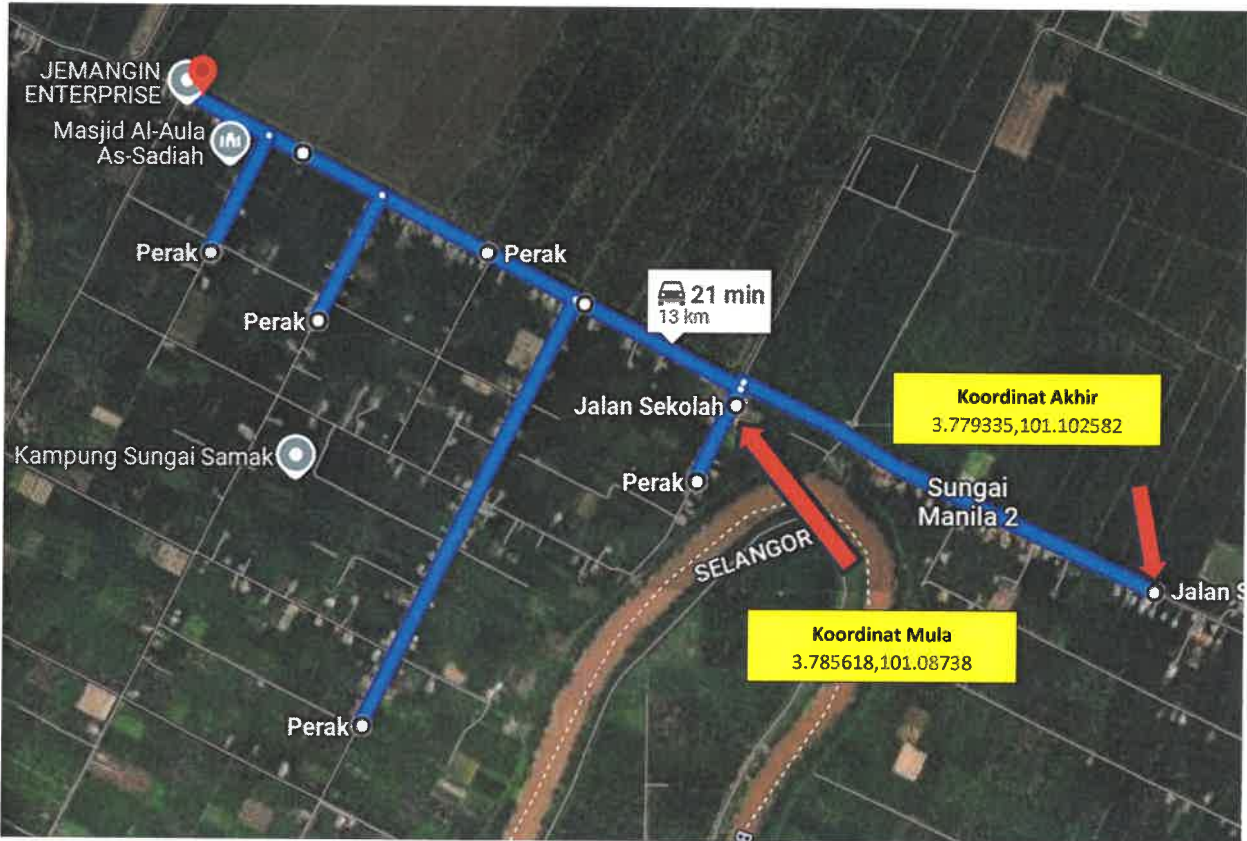 JEMANGIN
ENTERPRISE
Masjid Al-Aula
As-Sadiah
Perak
Perak
Perak
21 min
13 km
Jalan Sekolah
Koordinat Akhir
3.779335,101.102582
Kampung Sungai Samak
Perak
Sungai
Manila 2
SELANGOR
Jalan S
Koordinat Mula
3.785618,101.08738
Perak